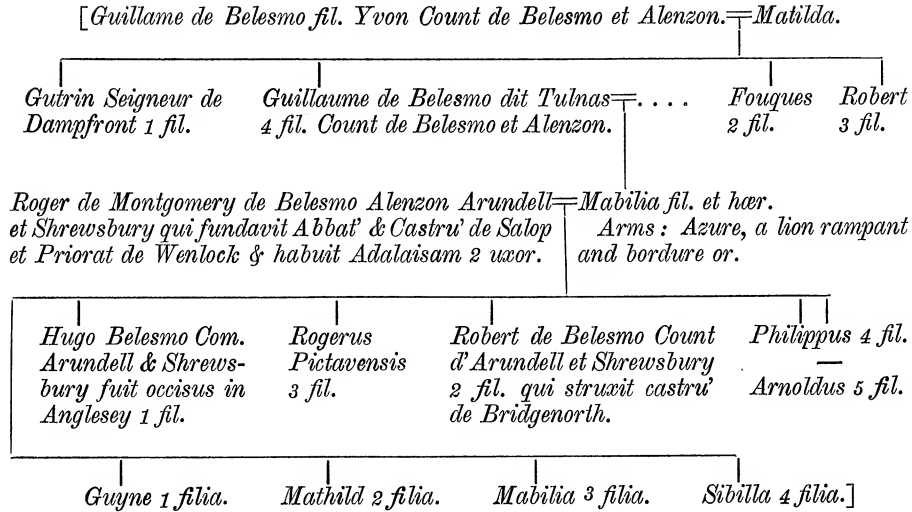 [Guillame de Belesmo fil. Yvon Count de Belesmo et Alenzon.=Matilda.
Gutrin Seigneur de
Dampfront 1 fil.
Guillaume de Belesmo dit Tulnas=. . . .
4 fil. Count de Belesmo et Alenzon.
Fouques
2 fil.
Robert
3 fil.
Roger de Montgomery de Belesmo Alenzon Arundell=Mabilia fil. et hær.
et Shrewsbury qui fundavit Abbat' & Castru' de Salop
et Priorat de Wenlock & habuit Adalaisam 2 uxor.
Arms: Azure, a lion rampant
and bordure or.
Hugo Belesmo Com.
Arundell & Shrews-
bury fuit occisus in
Anglesey 1 fil.
Rogerus
Pictavensis
3 fil.
Robert de Belesmo Count
d'Arundell et Shrewsbury
2 fil. qui struxit castru'
de Bridgenorth.
Philippus 4 fil.
—
Arnoldus 5 fil.
Guyne 1 filia.
Mathild 2 filia.
Mabilia 3 filia.
Sibilla 4 filia.]